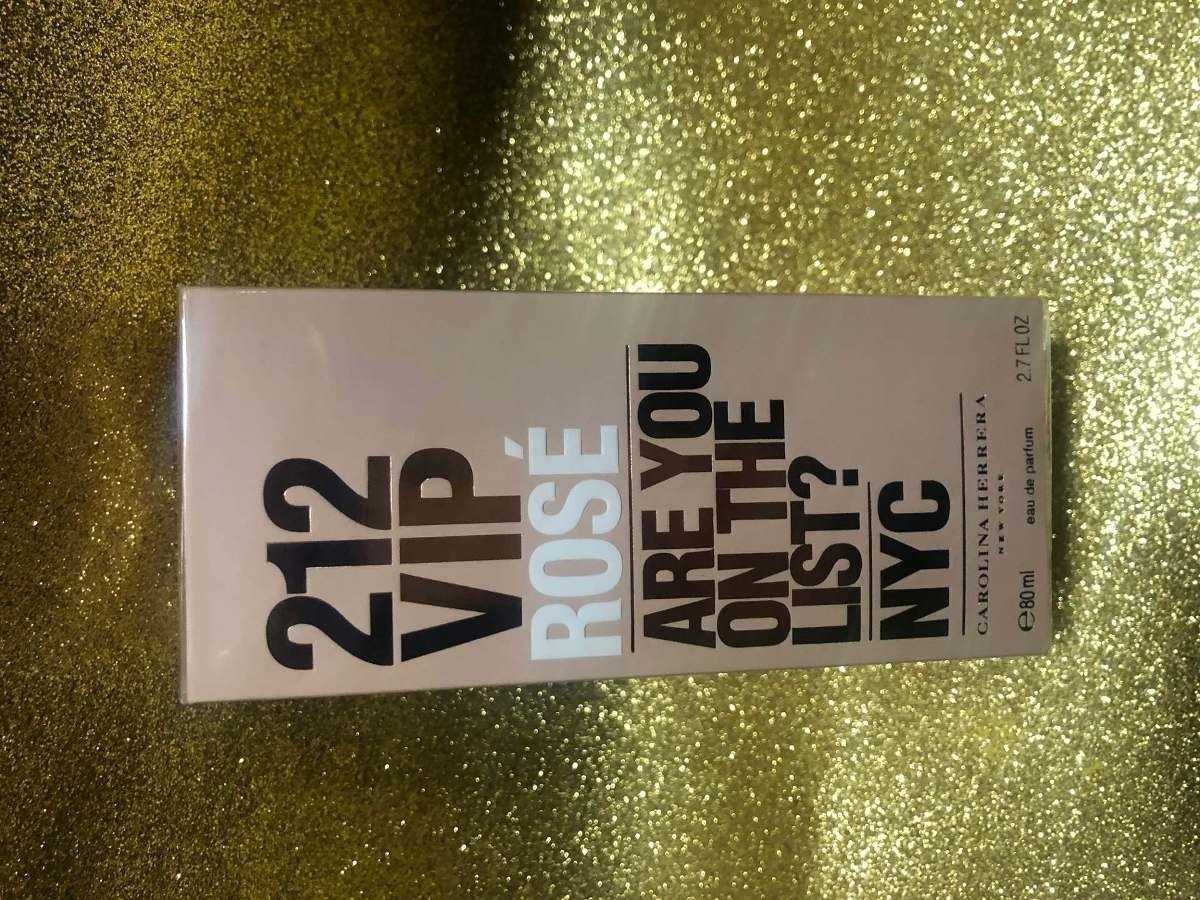 212
VIP
ROSÉ
ARE YOU
ON THE
LIST?
NYC
CAROLINA HERRERA
NEW YORK
℮80ml eau de parfum 2.7 FL OZ